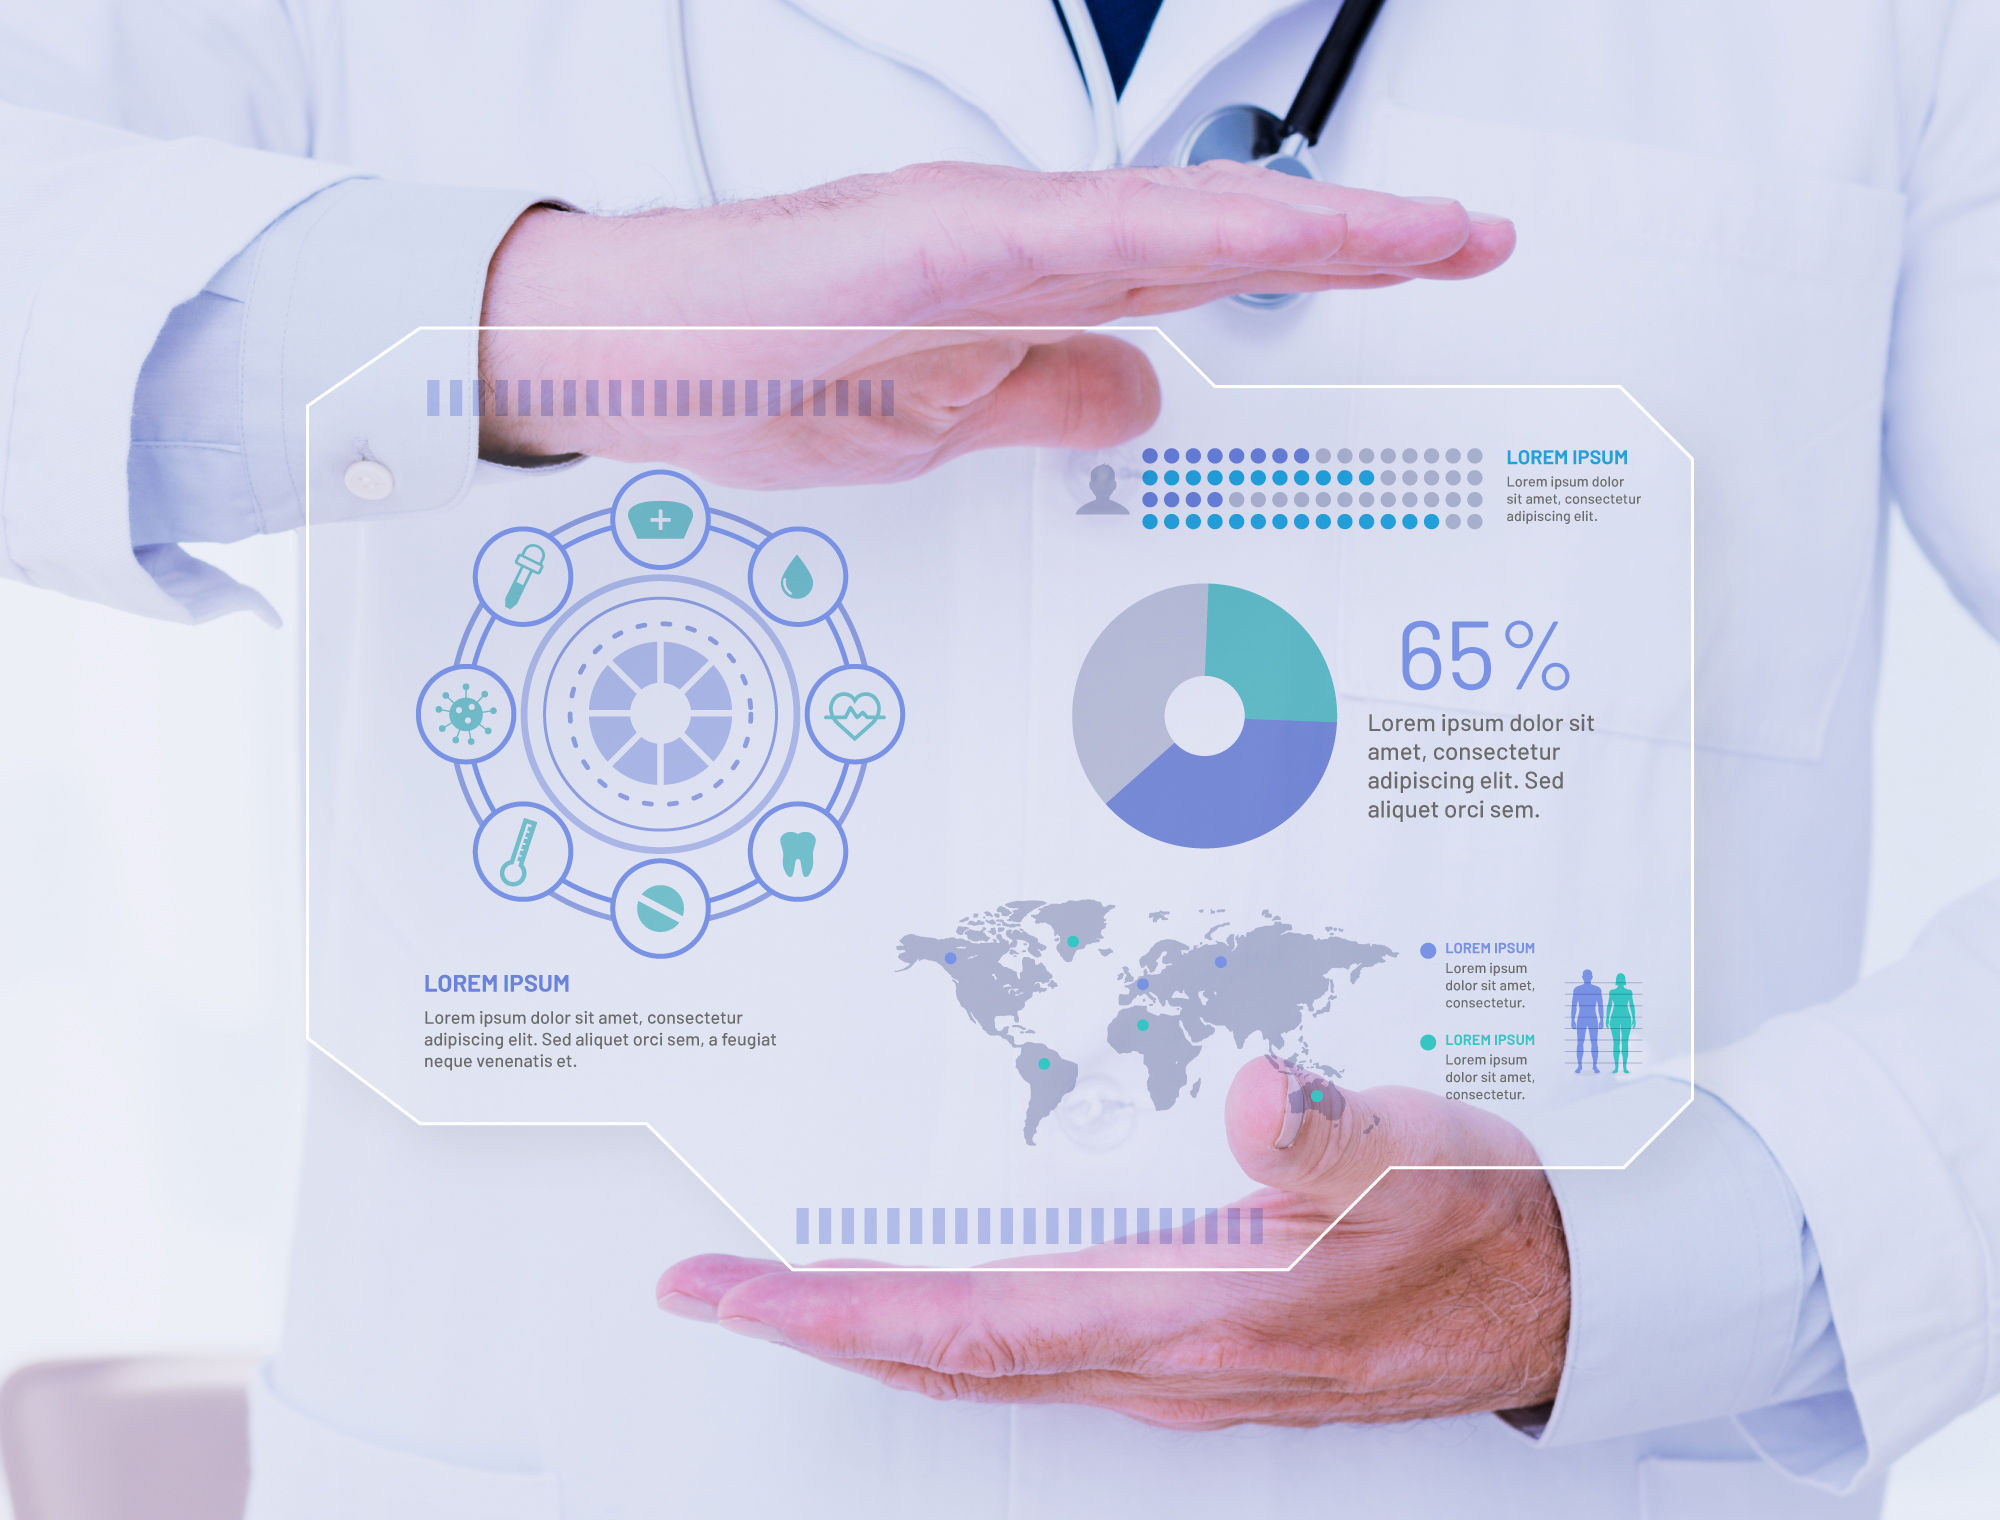 LOREM IPSUM
Lorem ipsum dolor
sit amet, consectetur
adipiscing elit.
65%
Lorem ipsum dolor sit
amet, consectetur
adipiscing elit. Sed
aliquet orci sem.
LOREM IPSUM
Lorem ipsum dolor sit amet, consectetur
adipiscing elit. Sed aliquet orci sem, a feugiat
neque venenatis et.
LOREM IPSUM
Lorem ipsum
dolor sit amet,
consectetur.
LOREM IPSUM
Lorem ipsum
dolor sit amet,
consectetur.